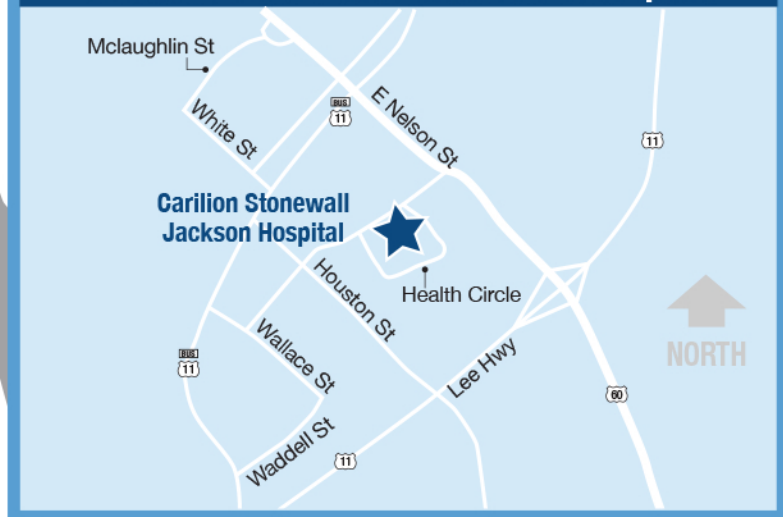 Mclaughlin St
White St
BUS
11
E Nelson St
11
Carilion Stonewall
Jackson Hospital
Health Circle
Houston St
NORTH
Wallace St
BUS
11
Lee Hwy
60
Waddell St
11